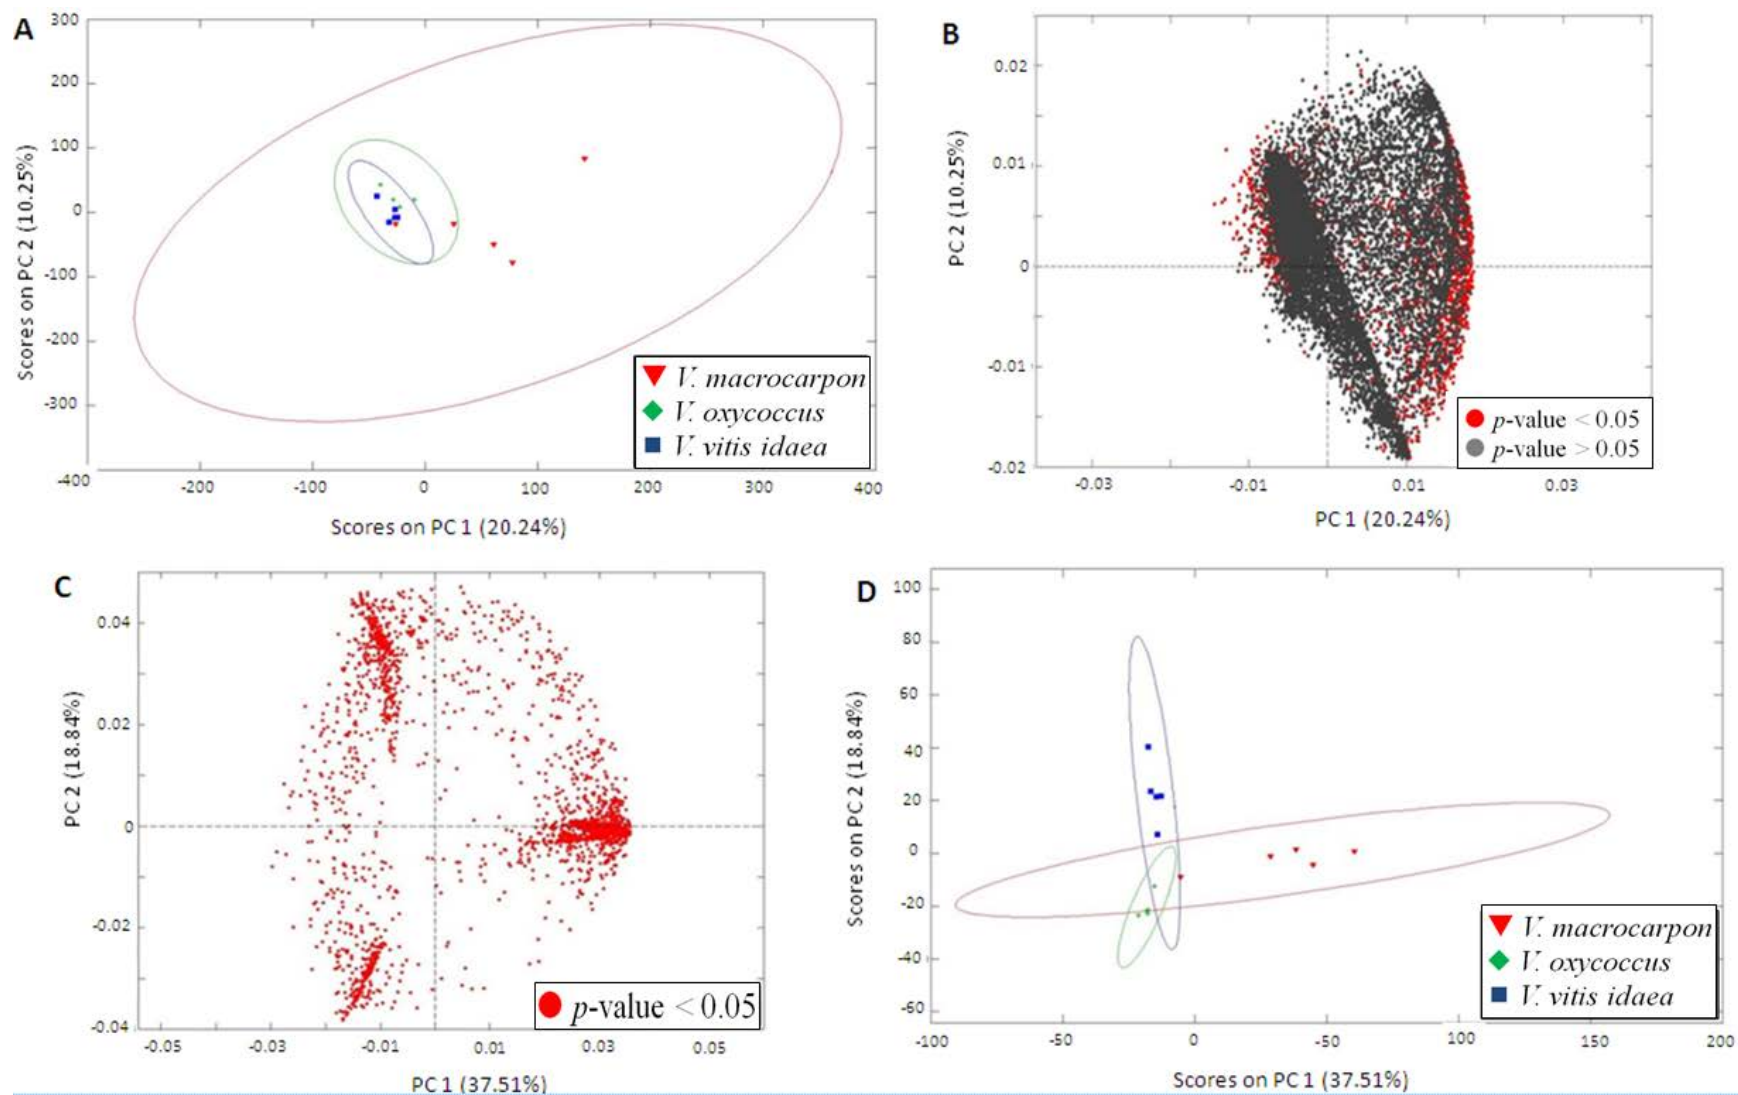 A
300
200
100
0
-100
-200
-300
-400
-200
-100
0
100
200
300
400
Scores on PC 2 (10.25%)
Scores on PC 1 (20.24%)
V. macrocarpon
V. oxycoccus
V. vitis idaea
B
0.02
0.01
0
-0.01
-0.02
-0.03
-0.01
0.01
0.03
PC 2 (10.25%)
PC 1 (20.24%)
p-value < 0.05
p-value > 0.05
C
0.04
0.02
0
-0.02
-0.04
-0.05
-0.03
-0.01
0.01
0.03
0.05
PC 2 (18.84%)
PC 1 (37.51%)
p-value < 0.05
D
100
80
60
40
20
0
-20
-40
-60
-100
-50
0
-50
100
150
200
Scores on PC 2 (18.84%)
Scores on PC 1 (37.51%)
V. macrocarpon
V. oxycoccus
V. vitis idaea